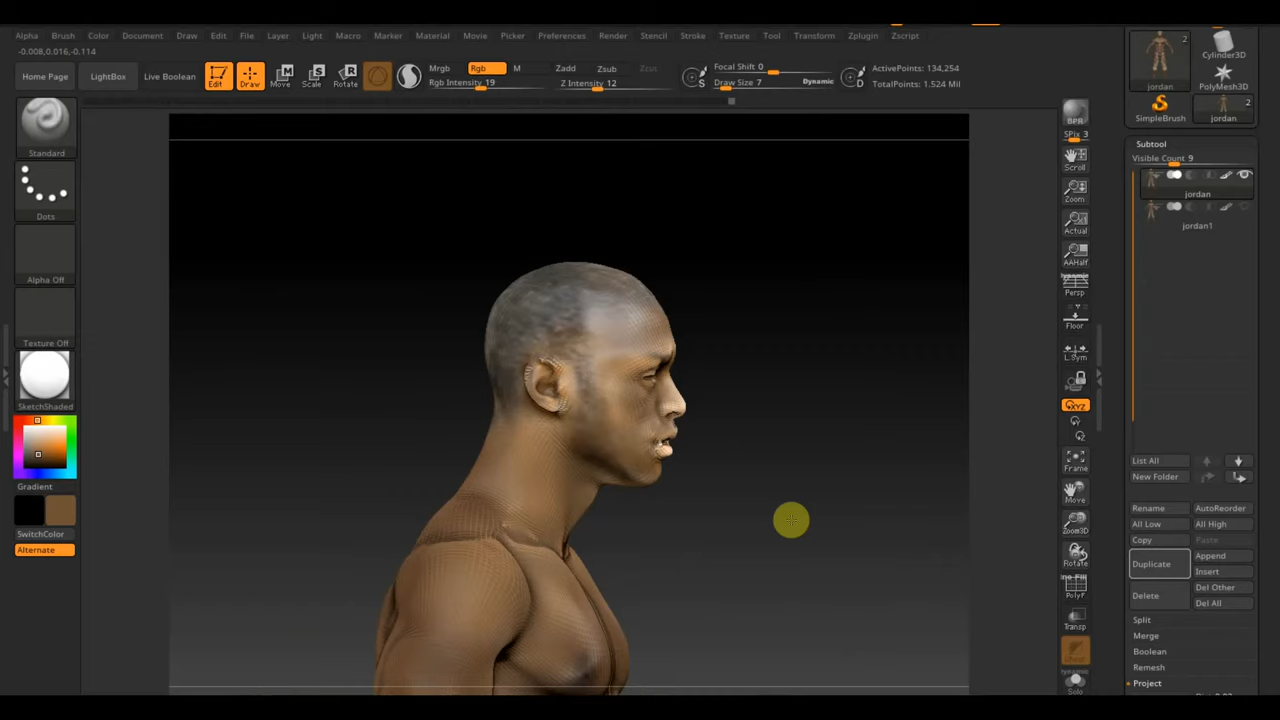 Alpha Brush Color Document Draw Edit File Layer Light Macro Marker Material Movie Picker Preferences Render Stencil Stroke Texture Tool Transform Zplugin Zscript
-0.008,0.016,-0.114
Home Page LightBox Live Boolean Edit Draw Move Scale Rotate
Mrgb Rgb M Zadd Zsub Zcut
Rgb Intensity 19 Z Intensity 12
Focal Shift 0
Draw Size 7 Dynamic
S
D
ActivePoints: 134,254
TotalPoints: 1.524 Mil
Standard
Dots
Alpha Off
Texture Off
SketchShaded
Gradient
SwitchColor
Alternate
BPR
SPix 3
Scroll
Zoom
Actual
AAHalf
Dynamic
Persp
Floor
L.Sym
XYZ
Frame
Move
Zoom3D
Rotate
PolyF
Transp
Dynamic
Solo
2
jordan
Cylinder3D
PolyMesh3D
SimpleBrush
2
jordan
Subtool
Visible Count 9
jordan
jordan1
List All
New Folder
Rename AutoReorder
All Low All High
Copy Paste
Duplicate Append
Insert
Delete Del Other
Del All
Split
Merge
Boolean
Remesh
Project